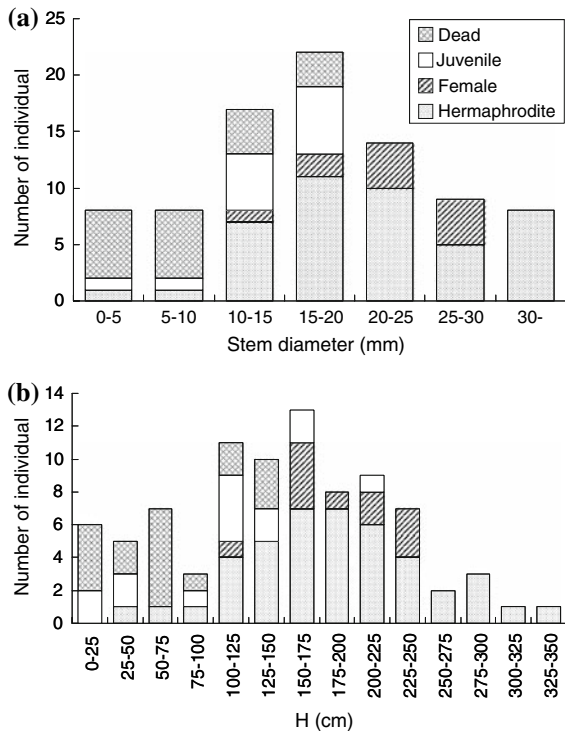 (a)
25
20
15
10
5
0
Number of individual
Dead
Juvenile
Female
Hermaphrodite
0-5 5-10 10-15 15-20 20-25 25-30 30-
Stem diameter (mm)
(b)
14
12
10
8
6
4
2
0
Number of individual
0-25 25-50 50-75 75-100 100-125 125-150 150-175 175-200 200-225 225-250 250-275 275-300 300-325 325-350
H (cm)